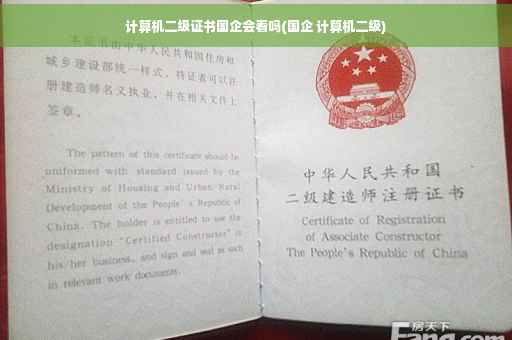 计算机二级证书国企会看吗(国企 计算机二级)
本证书由中华人民共和国住房和
城乡建设部统一样式，持证者可以注
册建造师名义执业，并在相关文件上
签章。
The pattern of this certificate should be
uniformed with standard issued by the
Ministry of Housing and Urban Rural
Development of the People's Republic of
China. The holder is entitled to use the
designation "Certified Constructor" in
his/her business, and sign and seal as such
in relevant work documents.
中华人民共和国
二级建造师注册证书
Certificate of Registration
of Associate Constructor
The People's Republic of China
房天下
Fang.com